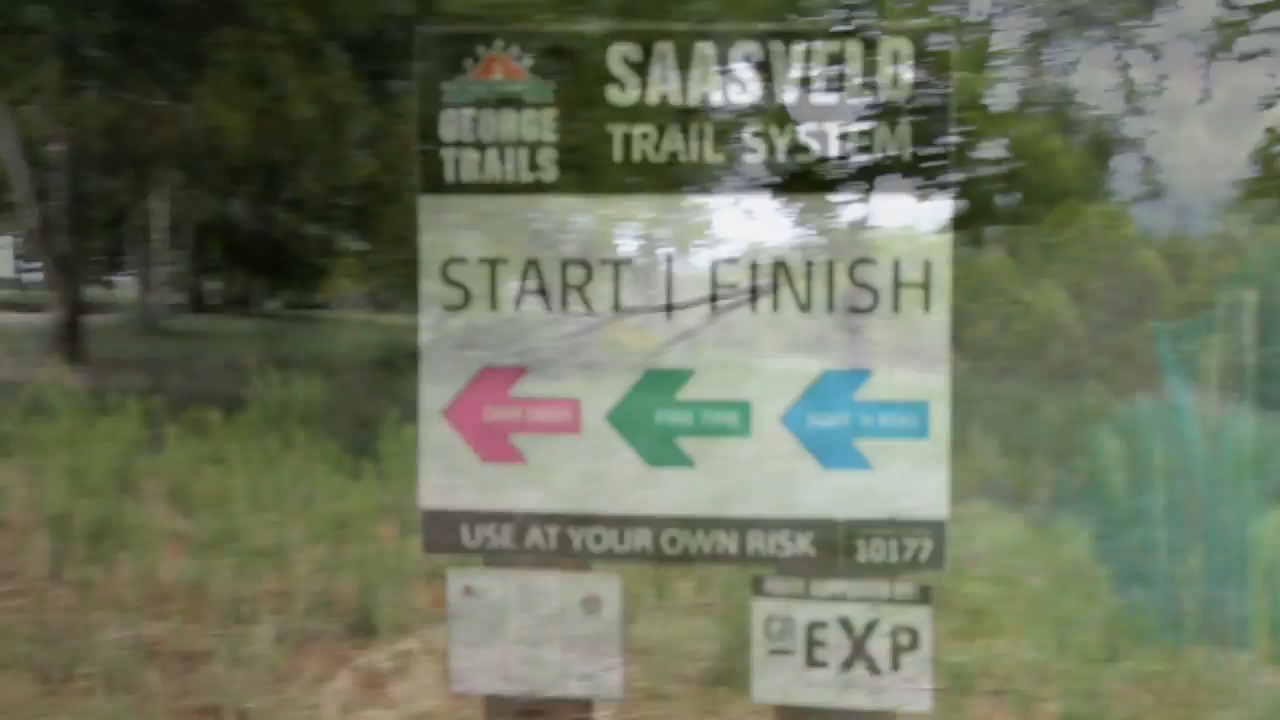 GEORGE
TRAILS
SAASVELD
TRAIL SYSTEM
START | FINISH
USE AT YOUR OWN RISK
10177
EXP